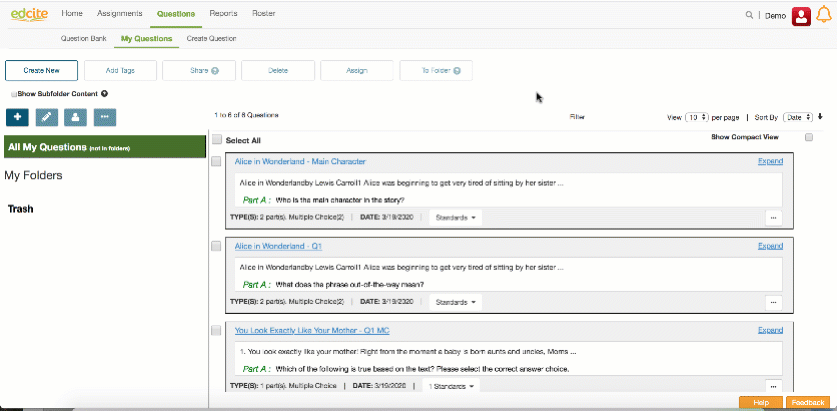 edcite Home Assignments Questions Reports Roster Demo
Question Bank My Questions Create Question
Create New Add Tags Share Delete Assign To Folder
Show Subfolder Content
1 to 6 of 6 Questions Filter View 10 per page | Sort By Date
Show Compact View
Select All
All My Questions (not in folders)
My Folders
Trash
Alice in Wonderland - Main Character Expand
Alice in Wonderlandby Lewis Carroll1 Alice was beginning to get very tired of sitting by her sister ...
Part A : Who is the main character in the story?
TYPE(S): 2 part(s). Multiple Choice(2) | DATE: 3/19/2020 | Standards
Alice in Wonderland - Q1 Expand
Alice in Wonderlandby Lewis Carroll1 Alice was beginning to get very tired of sitting by her sister ...
Part A : What does the phrase out-of-the-way mean?
TYPE(S): 2 part(s). Multiple Choice(2) | DATE: 3/19/2020 | Standards
You Look Exactly Like Your Mother - Q1 MC Expand
1. You look exactly like your mother! Right from the moment a baby is born aunts and uncles, Moms ...
Part A : Which of the following is true based on the text? Please select the correct answer choice.
TYPE(S): 1 part(s). Multiple Choice | DATE: 3/19/2020 | 1 Standards
Help Feedback